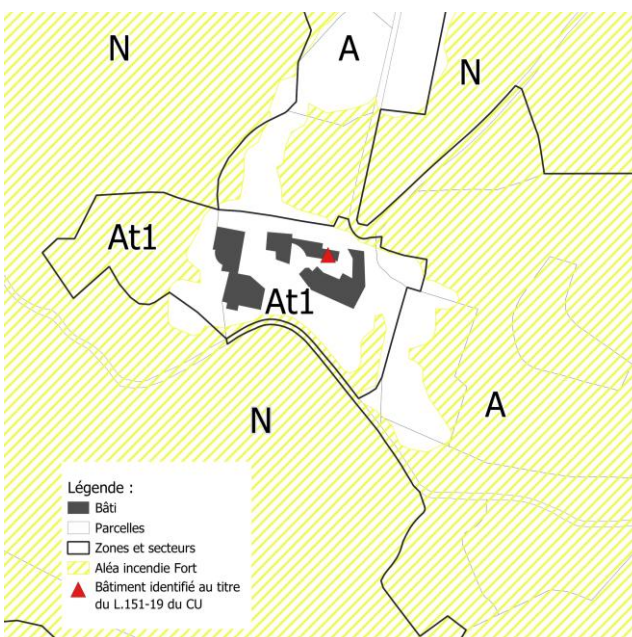 N
A
N
At1
At1
A
N
Légende :
Bâti
Parcelles
Zones et secteurs
Aléa incendie Fort
Bâtiment identifié au titre
du L.151-19 du CU